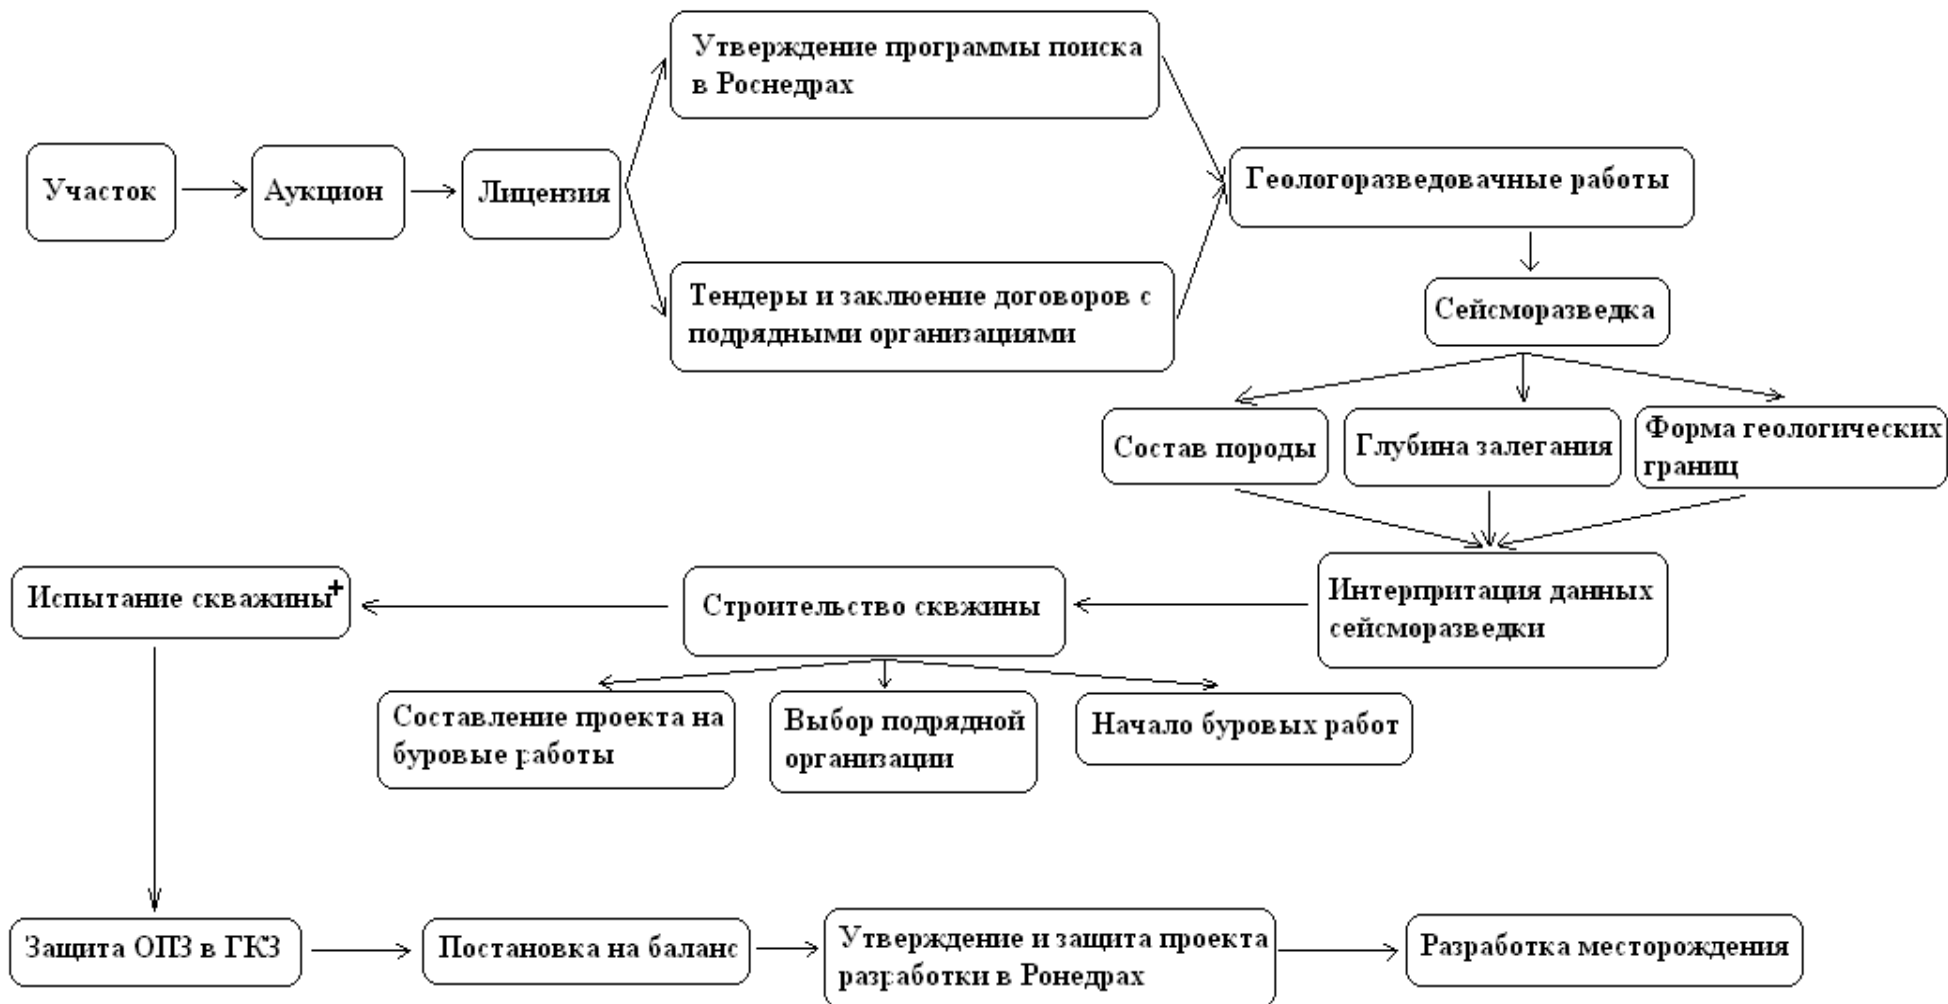 Утверждение программы поиска
в Роснедрах
Участок
Аукцион
Лицензия
Геологоразведовачные работы
Тендеры и заклюение договоров с
подрядными организациями
Сейсморазведка
Состав породы
Глубина залегания
Форма геологических
границ
Испытание скважины+
Строительство сквжины
Интерпритация данных
сейсморазведки
Составление проекта на
буровые работы
Выбор подрядной
организации
Начало буровых работ
Защита ОПЗ в ГКЗ
Постановка на баланс
Утверждение и защита проекта
разработки в Ронедрах
Разработка месторождения